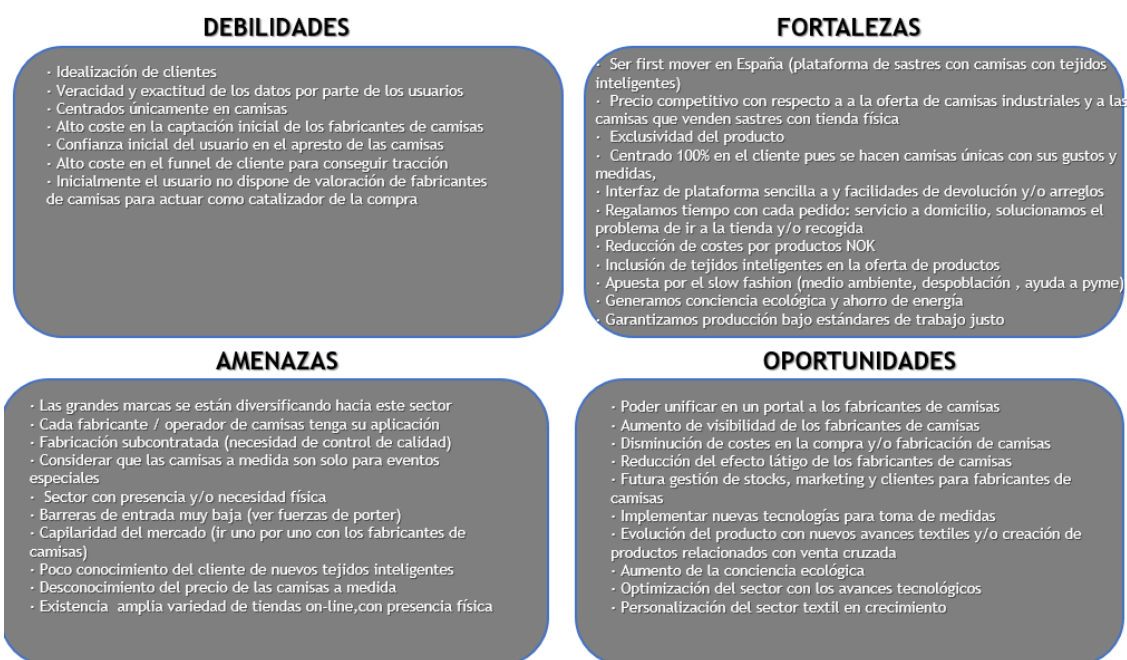 DEBILIDADES
· Idealización de clientes
· Veracidad y exactitud de los datos por parte de los usuarios
· Centrados únicamente en camisas
· Alto coste en la captación inicial de los fabricantes de camisas
· Confianza inicial del usuario en el apresto de las camisas
· Alto coste en el funnel de cliente para conseguir tracción
· Inicialmente el usuario no dispone de valoración de fabricantes
de camisas para actuar como catalizador de la compra
FORTALEZAS
· Ser first mover en España (plataforma de sastres con camisas con tejidos
inteligentes)
· Precio competitivo con respecto a a la oferta de camisas industriales y a las
camisas que venden sastres con tienda física
· Exclusividad del producto
· Centrado 100% en el cliente pues se hacen camisas únicas con sus gustos y
medidas,
· Interfaz de plataforma sencilla a y facilidades de devolución y/o arreglos
· Regalamos tiempo con cada pedido: servicio a domicilio, solucionamos el
problema de ir a la tienda y/o recogida
· Reducción de costes por productos NOK
· Inclusión de tejidos inteligentes en la oferta de productos
· Apuesta por el slow fashion (medio ambiente, despoblación , ayuda a pyme)
· Generamos conciencia ecológica y ahorro de energía
· Garantizamos producción bajo estándares de trabajo justo
AMENAZAS
· Las grandes marcas se están diversificando hacia este sector
· Cada fabricante / operador de camisas tenga su aplicación
· Fabricación subcontratada (necesidad de control de calidad)
· Considerar que las camisas a medida son solo para eventos
especiales
· Sector con presencia y/o necesidad física
· Barreras de entrada muy baja (ver fuerzas de porter)
· Capilaridad del mercado (ir uno por uno con los fabricantes de
camisas)
· Poco conocimiento del cliente de nuevos tejidos inteligentes
· Desconocimiento del precio de las camisas a medida
· Existencia amplia variedad de tiendas on-line,con presencia física
OPORTUNIDADES
· Poder unificar en un portal a los fabricantes de camisas
· Aumento de visibilidad de los fabricantes de camisas
· Disminución de costes en la compra y/o fabricación de camisas
· Reducción del efecto látigo de los fabricantes de camisas
· Futura gestión de stocks, marketing y clientes para fabricantes de
camisas
· Implementar nuevas tecnologías para toma de medidas
· Evolución del producto con nuevos avances textiles y/o creación de
productos relacionados con venta cruzada
· Aumento de la conciencia ecológica
· Optimización del sector con los avances tecnológicos
· Personalización del sector textil en crecimiento